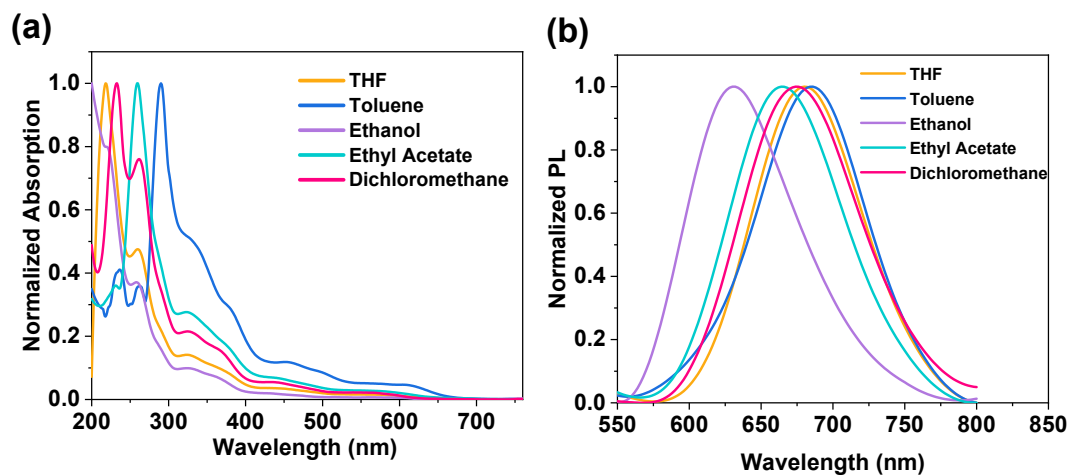 (a)
Normalized Absorption
1.0
0.8
0.6
0.4
0.2
0.0
THF
Toluene
Ethanol
Ethyl Acetate
Dichloromethane
200 300 400 500 600 700
Wavelength (nm)
(b)
Normalized PL
1.0
0.8
0.6
0.4
0.2
0.0
THF
Toluene
Ethanol
Ethyl Acetate
Dichloromethane
550 600 650 700 750 800 850
Wavelength (nm)